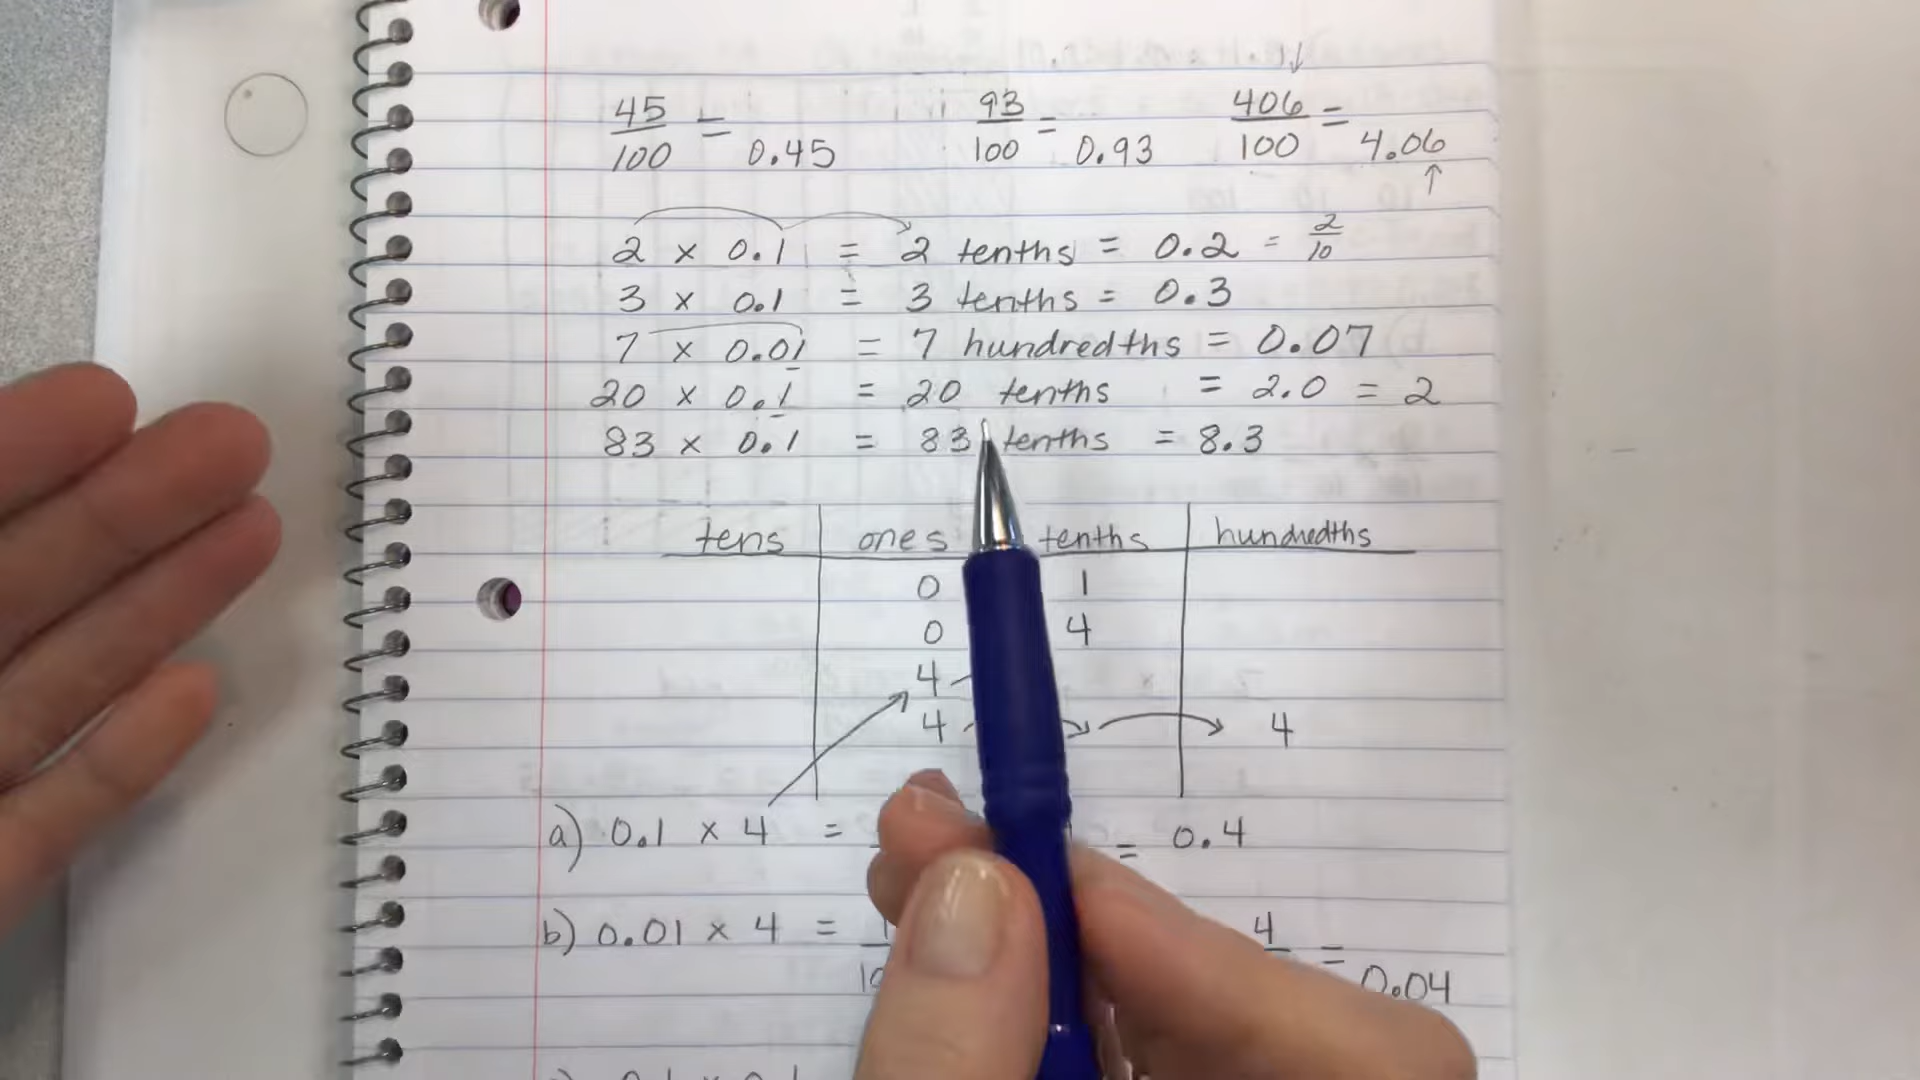 45/100 = 0.45    93/100 = 0.93    406/100 = 4.06
2 x 0.1 = 2 tenths = 0.2 = 2/10
3 x 0.1 = 3 tenths = 0.3
7 x 0.01 = 7 hundredths = 0.07
20 x 0.1 = 20 tenths = 2.0 = 2
83 x 0.1 = 83 tenths = 8.3
tens ones tenths hundredths
0 1
0 4
4
4 4
a) 0.1 x 4 = = 0.4
b) 0.01 x 4 = 4 = 0.04